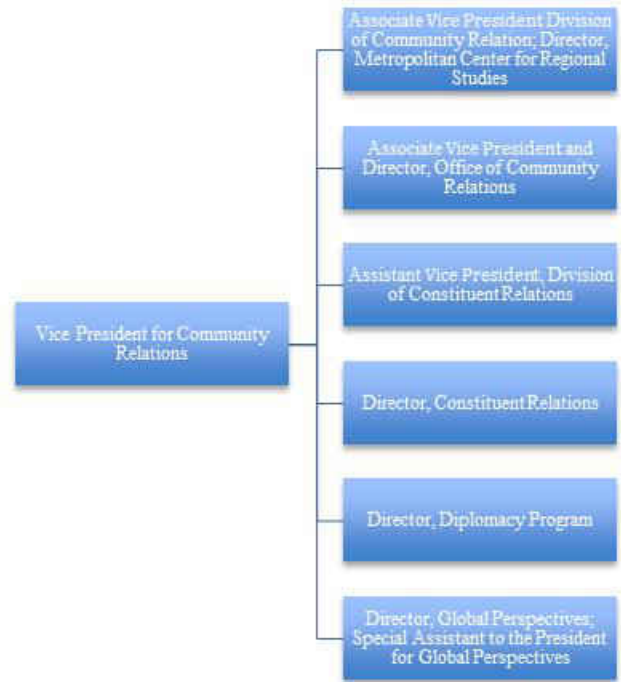 Associate Vice President Division
of Community Relation; Director,
Metropolitan Center for Regional
Studies
Associate Vice President and
Director, Office of Community
Relations
Assistant Vice President, Division
of Constituent Relations
Vice President for Community
Relations
Director, Constituent Relations
Director, Diplomacy Program
Director, Global Perspectives;
Special Assistant to the President
for Global Perspectives